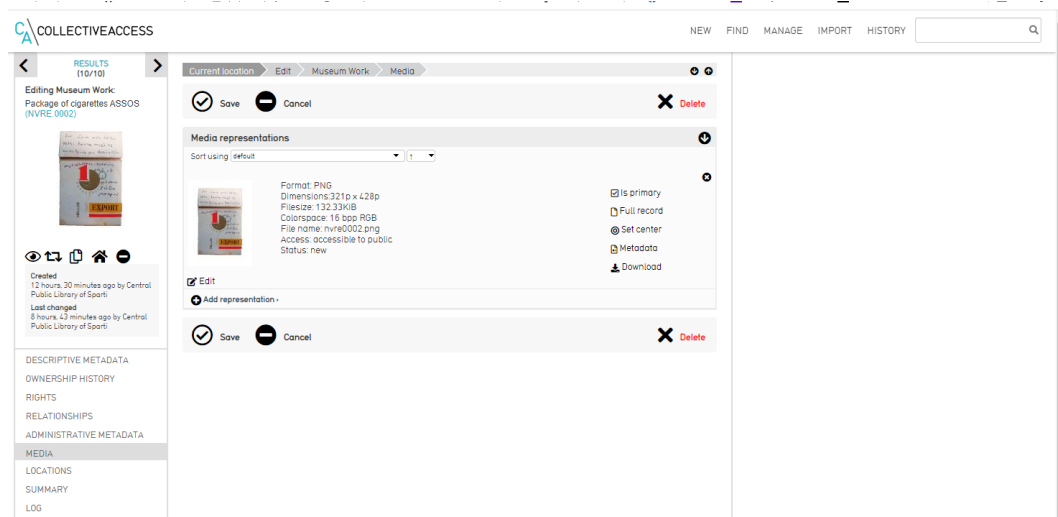 COLLECTIVEACCESS
NEW FIND MANAGE IMPORT HISTORY
RESULTS
(10/10)
Editing Museum Work:
Package of cigarettes ASSOS
(NVRE.0002)
EXPORT
Created
12 hours, 30 minutes ago by Central
Public Library of Sparti
Last changed
8 hours, 43 minutes ago by Central
Public Library of Sparti
DESCRIPTIVE METADATA
OWNERSHIP HISTORY
RIGHTS
RELATIONSHIPS
ADMINISTRATIVE METADATA
MEDIA
LOCATIONS
SUMMARY
LOG
Current location Edit Museum Work Media
Save Cancel Delete
Media representations
Sort using default ↑
Format: PNG
Dimensions:321p x 428p
Filesize: 132.33KiB
Colorspace: 16 bpp RGB
File name: nvre0002.png
Access: accessible to public
Status: new
EXPORT
Is primary
Full record
Set center
Metadata
Download
Edit
Add representation ›
Save Cancel Delete